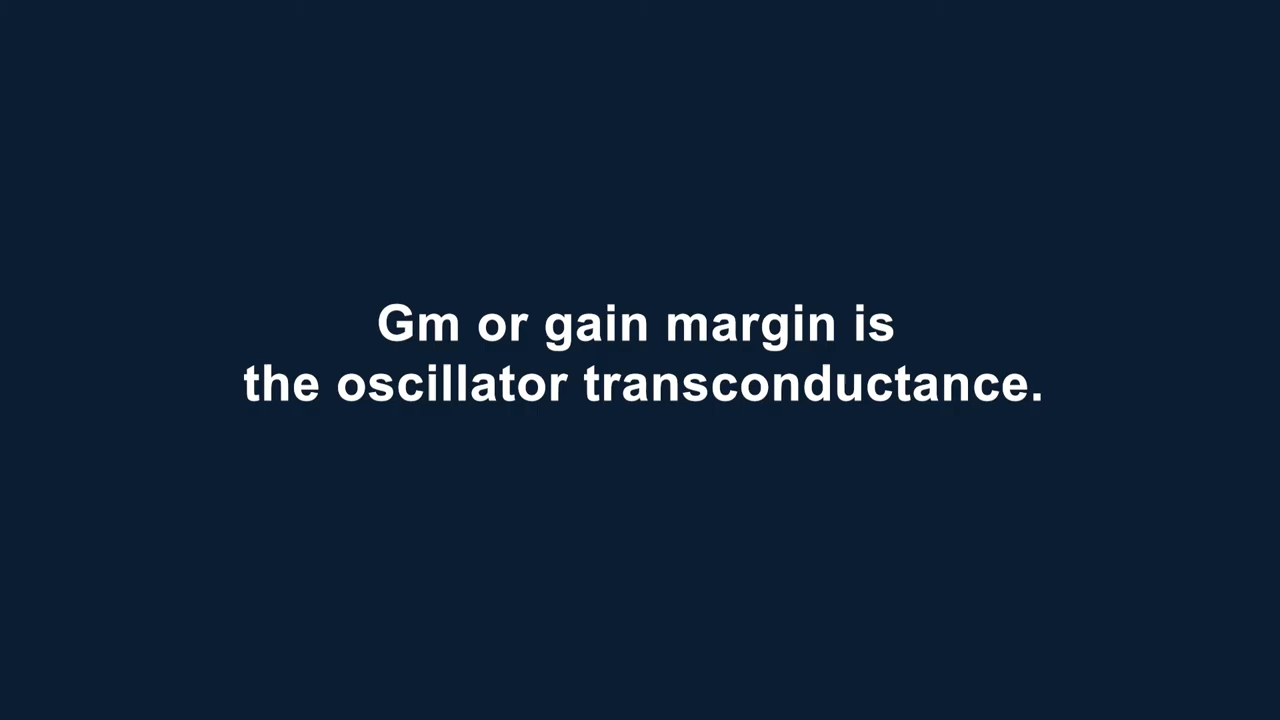 Gm or gain margin is
the oscillator transconductance.